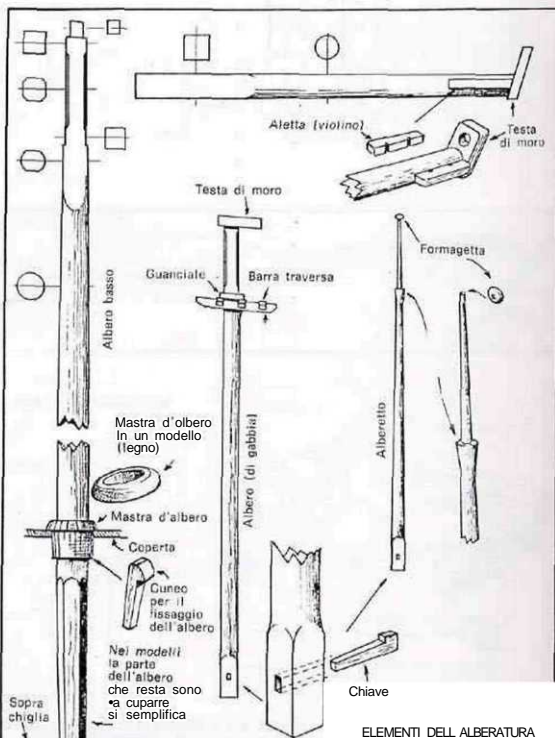 Aletta (violino)
Testa
di moro
Testa di moro
Guanciale
Barra traversa
Formagetta
Albero basso
Albero (di gabbia)
Alberetto
Mastra d'olbero
In un modello
(legno)
Mastra d'albero
Coperta
Cuneo
per il
fissaggio
dell'albero
Nei modelli
la parte
dell'albero
che resta sono
•a cuparre
si semplifica
Sopra
chiglia
Chiave
ELEMENTI DELL ALBERATURA